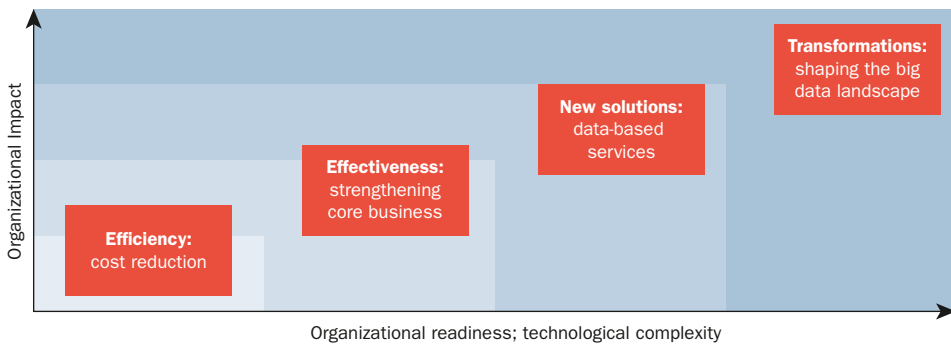 Organizational Impact
Transformations:
shaping the big
data landscape
New solutions:
data-based
services
Effectiveness:
strengthening
core business
Efficiency:
cost reduction
Organizational readiness; technological complexity